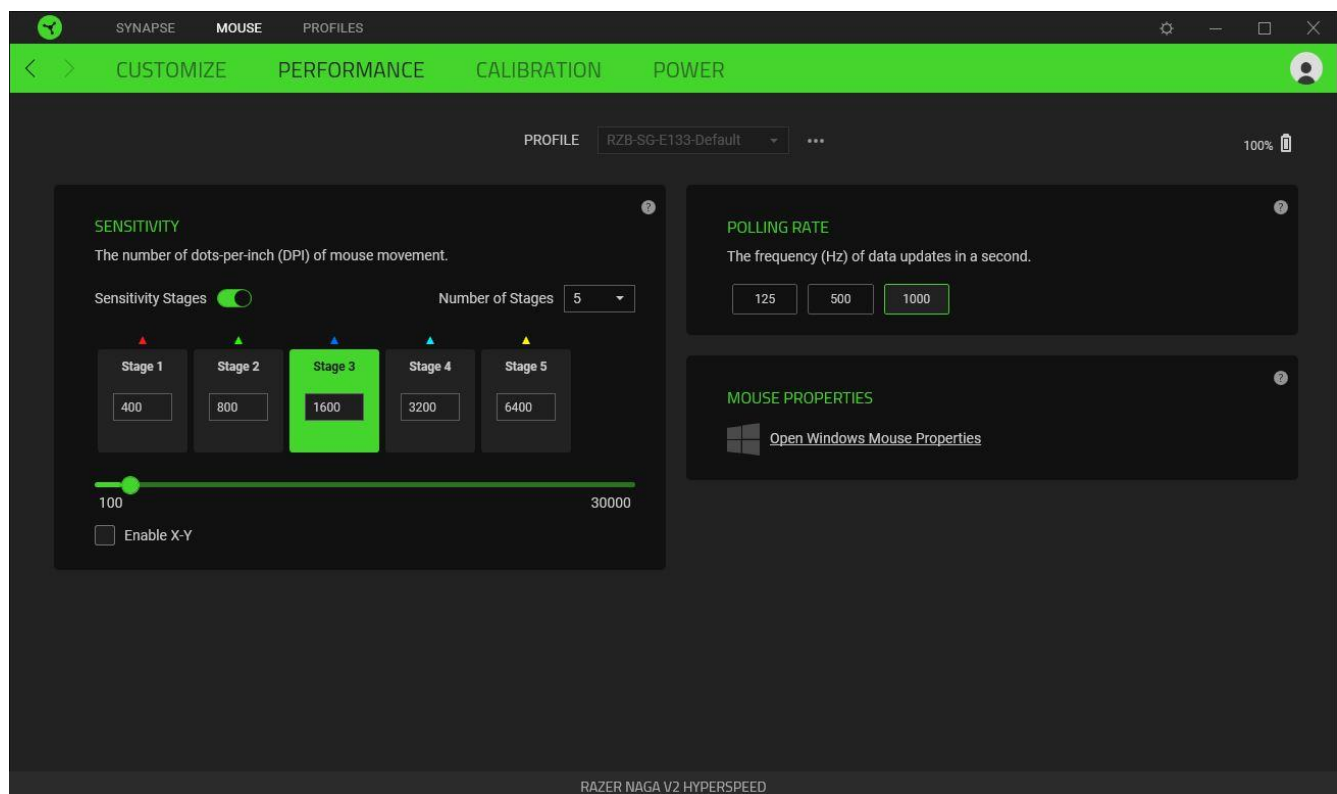 SYNAPSE MOUSE PROFILES
CUSTOMIZE PERFORMANCE CALIBRATION POWER
PROFILE RZB-SG-E133-Default
100%
SENSITIVITY
The number of dots-per-inch (DPI) of mouse movement.
Sensitivity Stages Number of Stages 5
Stage 1 Stage 2 Stage 3 Stage 4 Stage 5
400 800 1600 3200 6400
100 30000
Enable X-Y
POLLING RATE
The frequency (Hz) of data updates in a second.
125 500 1000
MOUSE PROPERTIES
Open Windows Mouse Properties
RAZER NAGA V2 HYPERSPEED